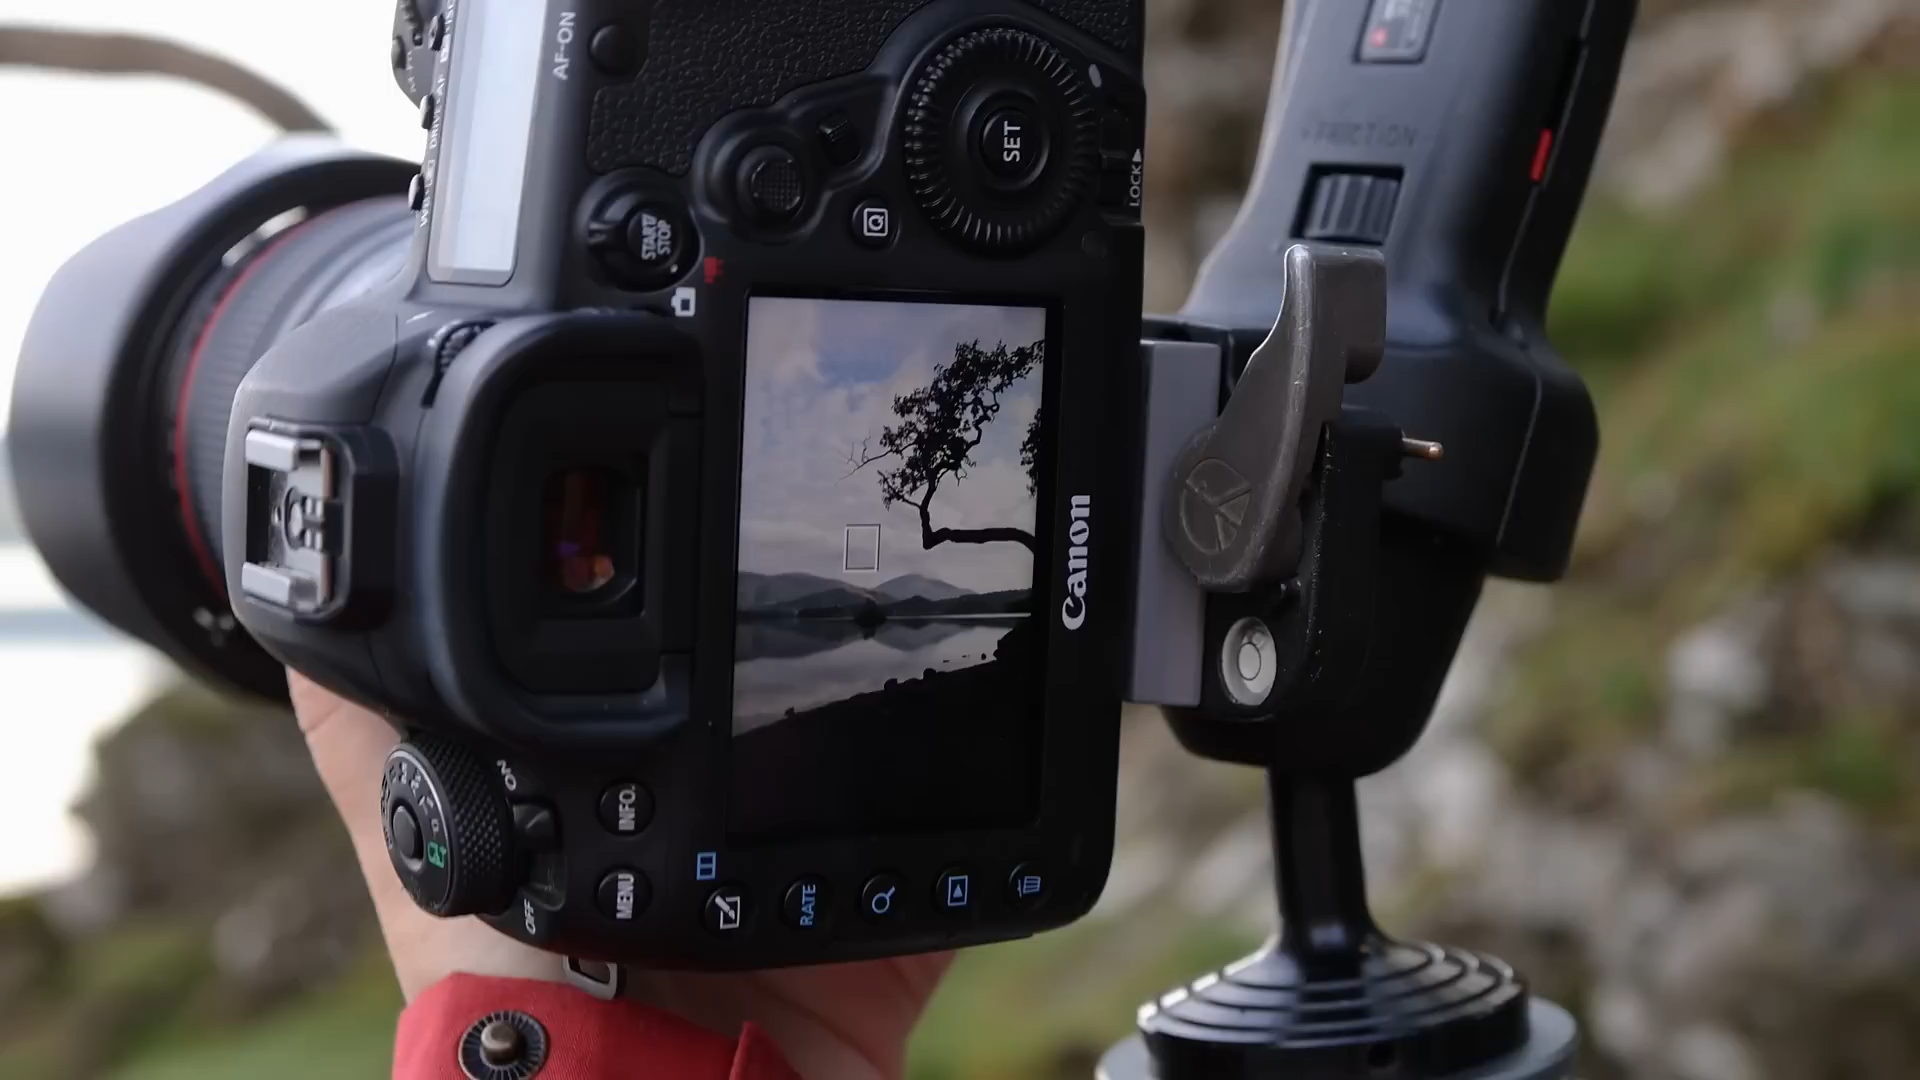 AF-ON
SET
LOCK
START/
STOP
Q
Canon
ON
OFF
INFO.
MENU
RATE
FRICTION